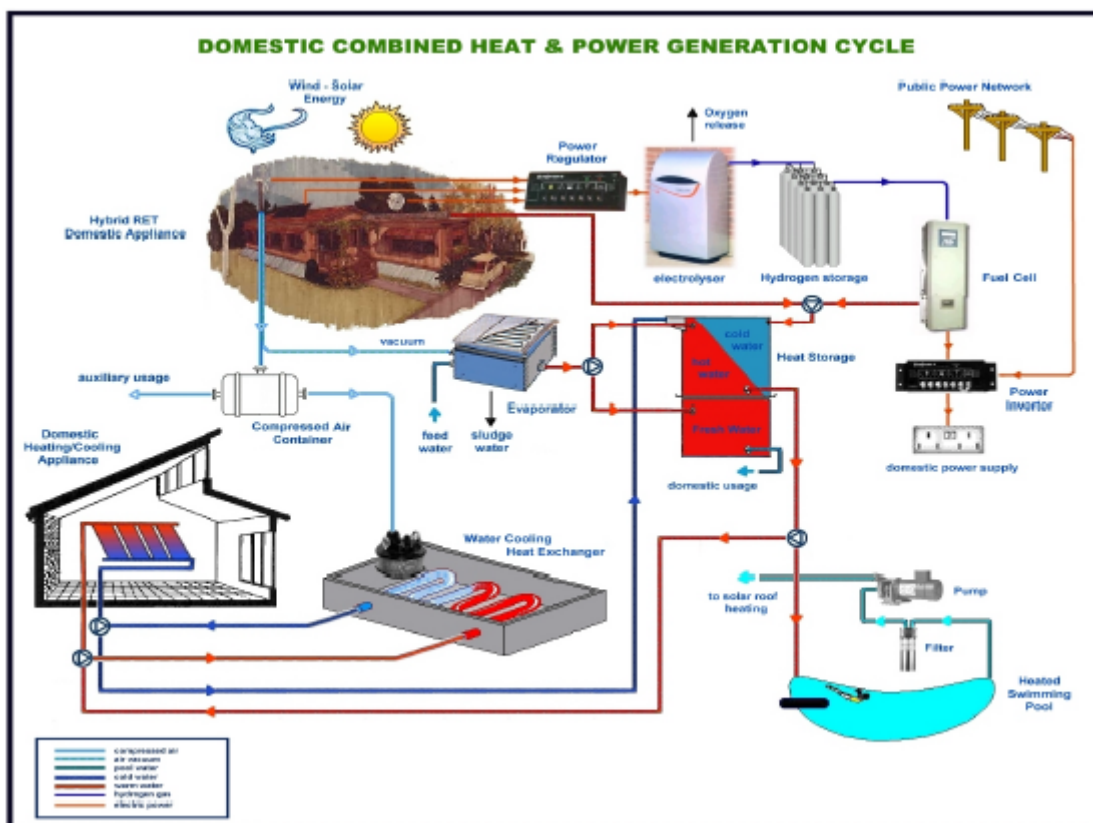 DOMESTIC COMBINED HEAT & POWER GENERATION CYCLE
Wind - Solar
Energy
Oxygen
release
Public Power Network
Power
Regulator
Hybrid RET
Domestic Appliance
electrolyser
Hydrogen storage
Fuel Cell
vacuum
cold
water
hot
water
Heat Storage
auxiliary usage
Compressed Air
Container
Evaporator
feed
water
sludge
water
Fresh Water
domestic usage
Power
Invertor
domestic power supply
Domestic
Heating/Cooling
Appliance
Water Cooling
Heat Exchanger
to solar roof
heating
Pump
Filter
Heated
Swimming
Pool
compressed air
air vacuum
pool water
cold water
warm water
hydrogen gas
electric power